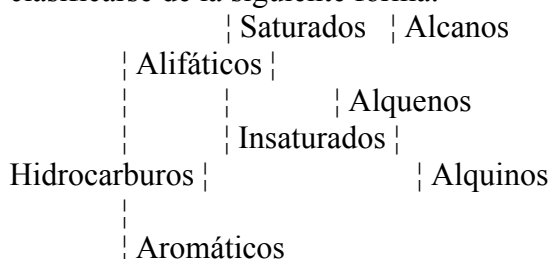 clasificarse de la siguiente forma:
¦ Saturados ¦ Alcanos
¦ Alifáticos ¦
¦ ¦ ¦ Alquenos
¦ ¦ Insaturados ¦
Hidrocarburos ¦ ¦ Alquinos
¦
¦ Aromáticos